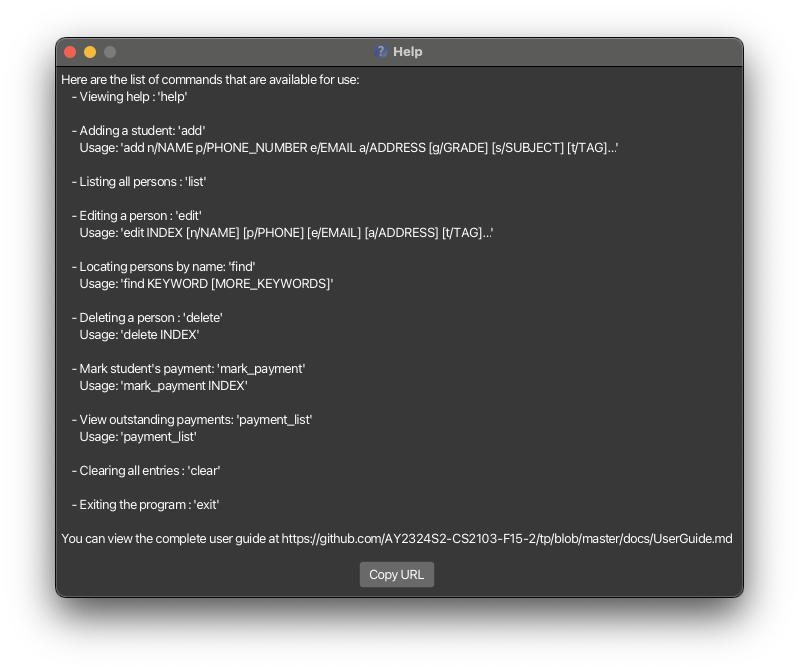 Help
Here are the list of commands that are available for use:
- Viewing help : 'help'
- Adding a student: 'add'
Usage: 'add n/NAME p/PHONE_NUMBER e/EMAIL a/ADDRESS [g/GRADE] [s/SUBJECT] [t/TAG]...'
- Listing all persons : 'list'
- Editing a person : 'edit'
Usage: 'edit INDEX [n/NAME] [p/PHONE] [e/EMAIL] [a/ADDRESS] [t/TAG]...'
- Locating persons by name: 'find'
Usage: 'find KEYWORD [MORE_KEYWORDS]'
- Deleting a person : 'delete'
Usage: 'delete INDEX'
- Mark student's payment: 'mark_payment'
Usage: 'mark_payment INDEX'
- View outstanding payments: 'payment_list'
Usage: 'payment_list'
- Clearing all entries : 'clear'
- Exiting the program : 'exit'
You can view the complete user guide at https://github.com/AY2324S2-CS2103-F15-2/tp/blob/master/docs/UserGuide.md
Copy URL